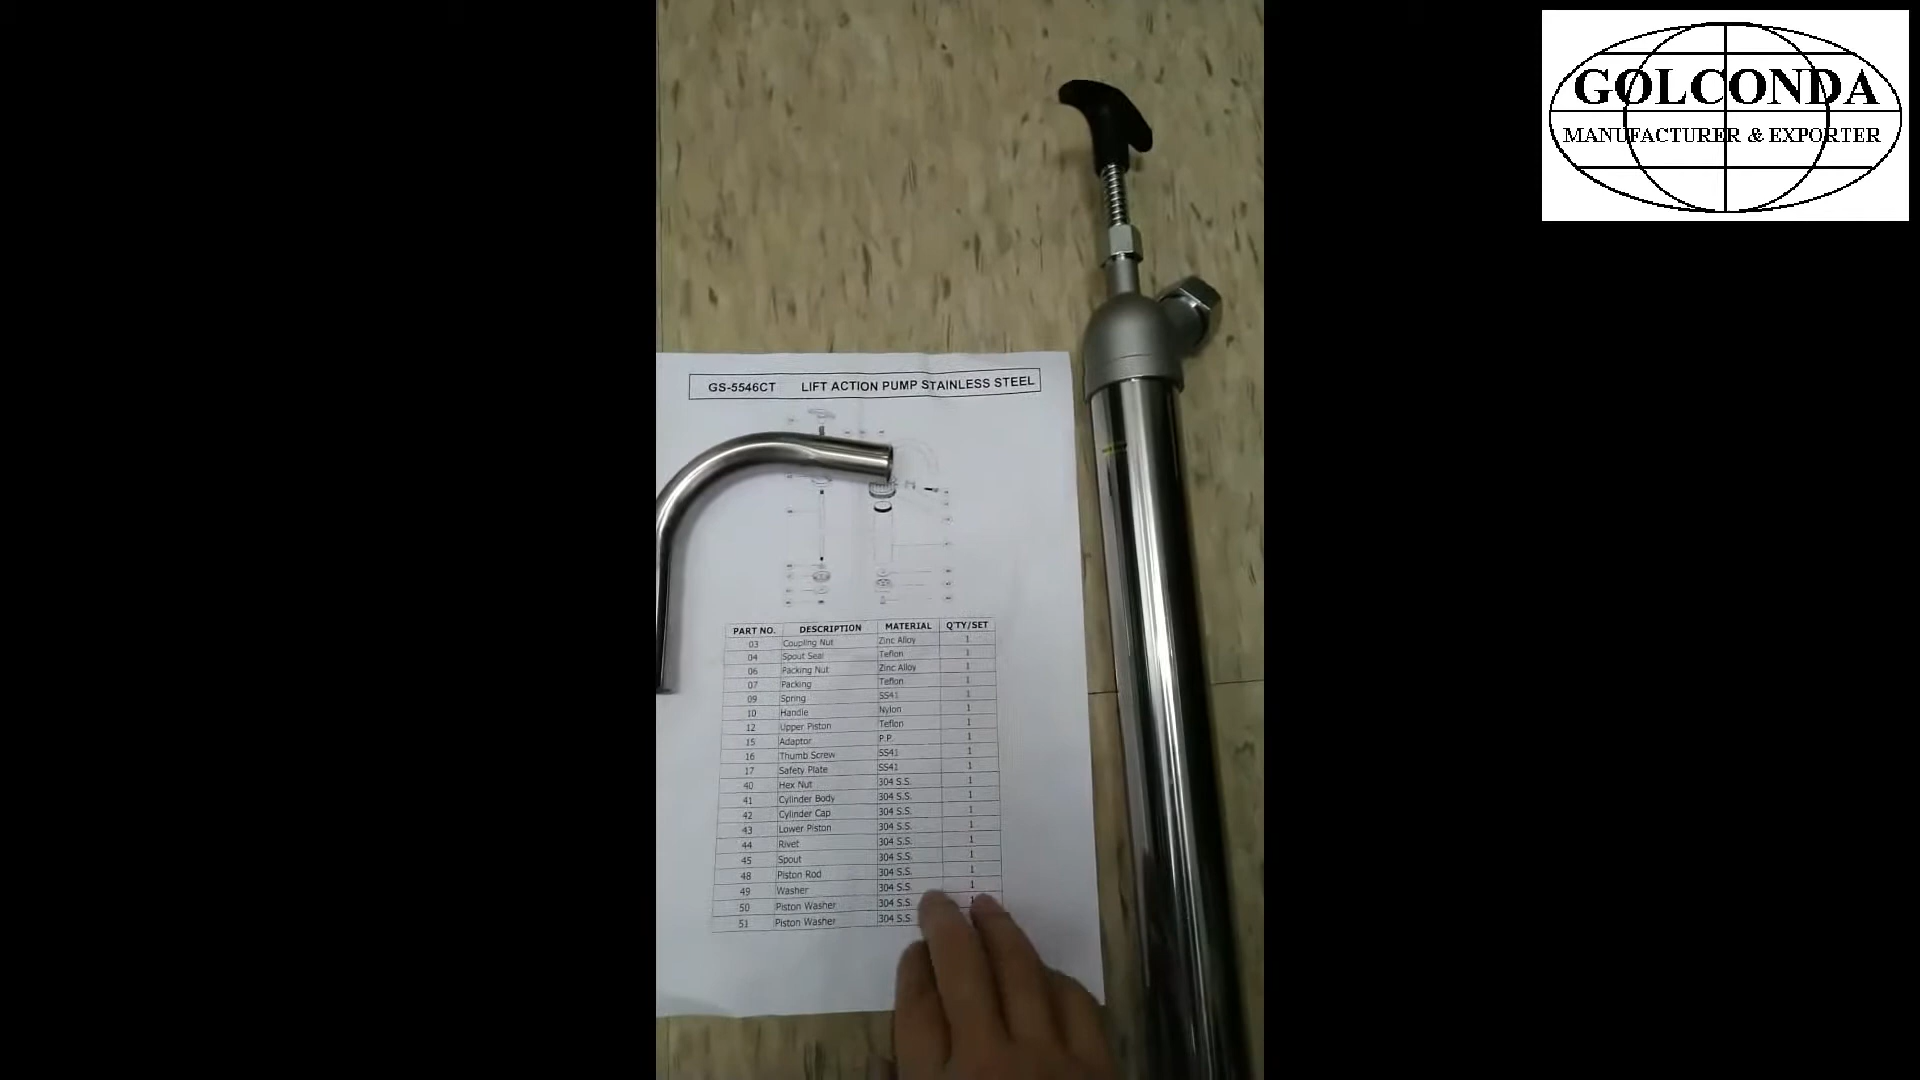 GOLCONDA
MANUFACTURER & EXPORTER
GS-5546CT LIFT ACTION PUMP STAINLESS STEEL
PART NO. DESCRIPTION MATERIAL Q'TY/SET
03 Coupling Nut Zinc Alloy 1
04 Spout Seal Teflon 1
06 Packing Nut Zinc Alloy 1
07 Packing Teflon 1
09 Spring SS41 1
10 Handle Nylon 1
12 Upper Piston Teflon 1
15 Adaptor P.P. 1
16 Thumb Screw SS41 1
17 Safety Plate SS41 1
40 Hex Nut 304 S.S. 1
41 Cylinder Body 304 S.S. 1
42 Cylinder Cap 304 S.S. 1
43 Lower Piston 304 S.S. 1
44 Rivet 304 S.S. 1
45 Spout 304 S.S. 1
48 Piston Rod 304 S.S. 1
49 Washer 304 S.S. 1
50 Piston Washer 304 S.S. 1
51 Piston Washer 304 S.S.